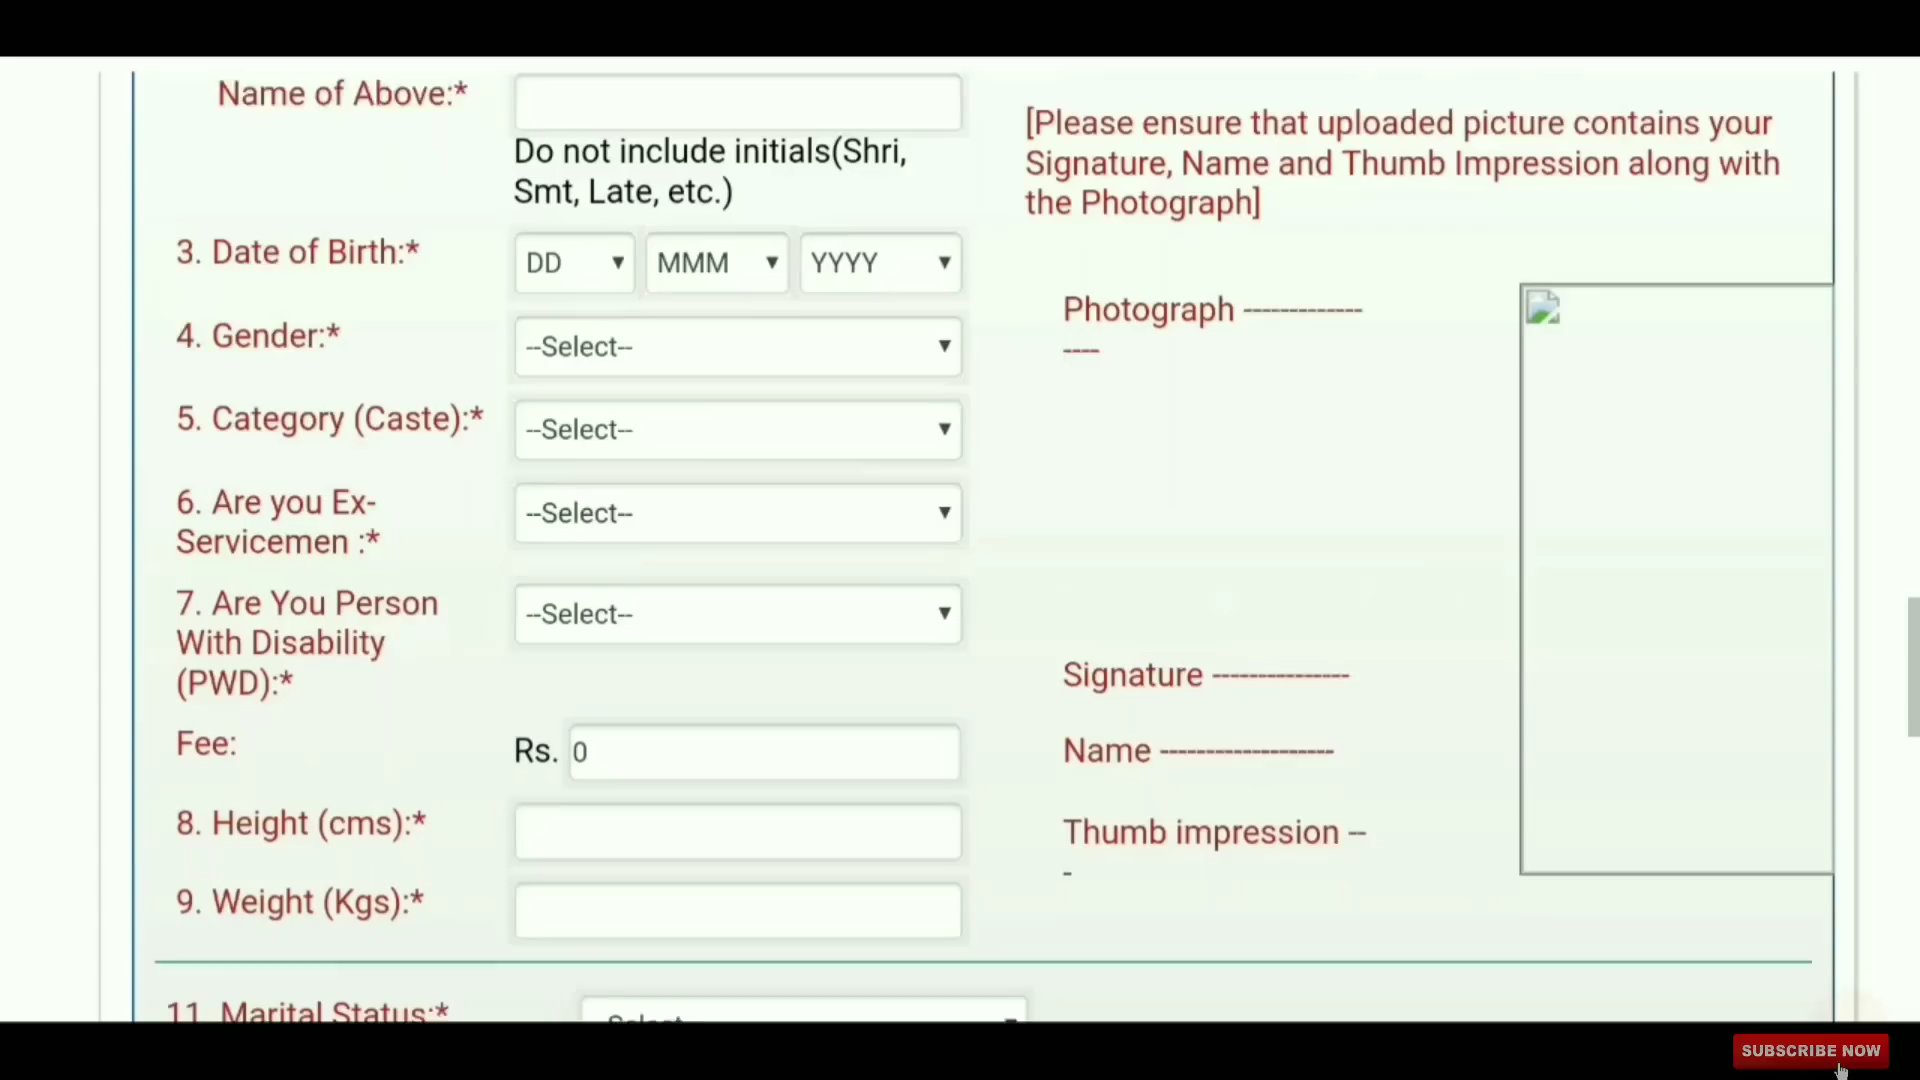 Name of Above:*
Do not include initials(Shri,
Smt, Late, etc.)
[Please ensure that uploaded picture contains your
Signature, Name and Thumb Impression along with
the Photograph]
3. Date of Birth:*
DD MMM YYYY
4. Gender:*
--Select--
5. Category (Caste):*
--Select--
6. Are you Ex-
Servicemen :*
--Select--
7. Are You Person
With Disability
(PWD):*
--Select--
Fee:
Rs. 0
8. Height (cms):*
9. Weight (Kgs):*
Photograph -------------
----
Signature ---------------
Name -------------------
Thumb impression --
-
11. Marital Status:*
--Select--
SUBSCRIBE NOW